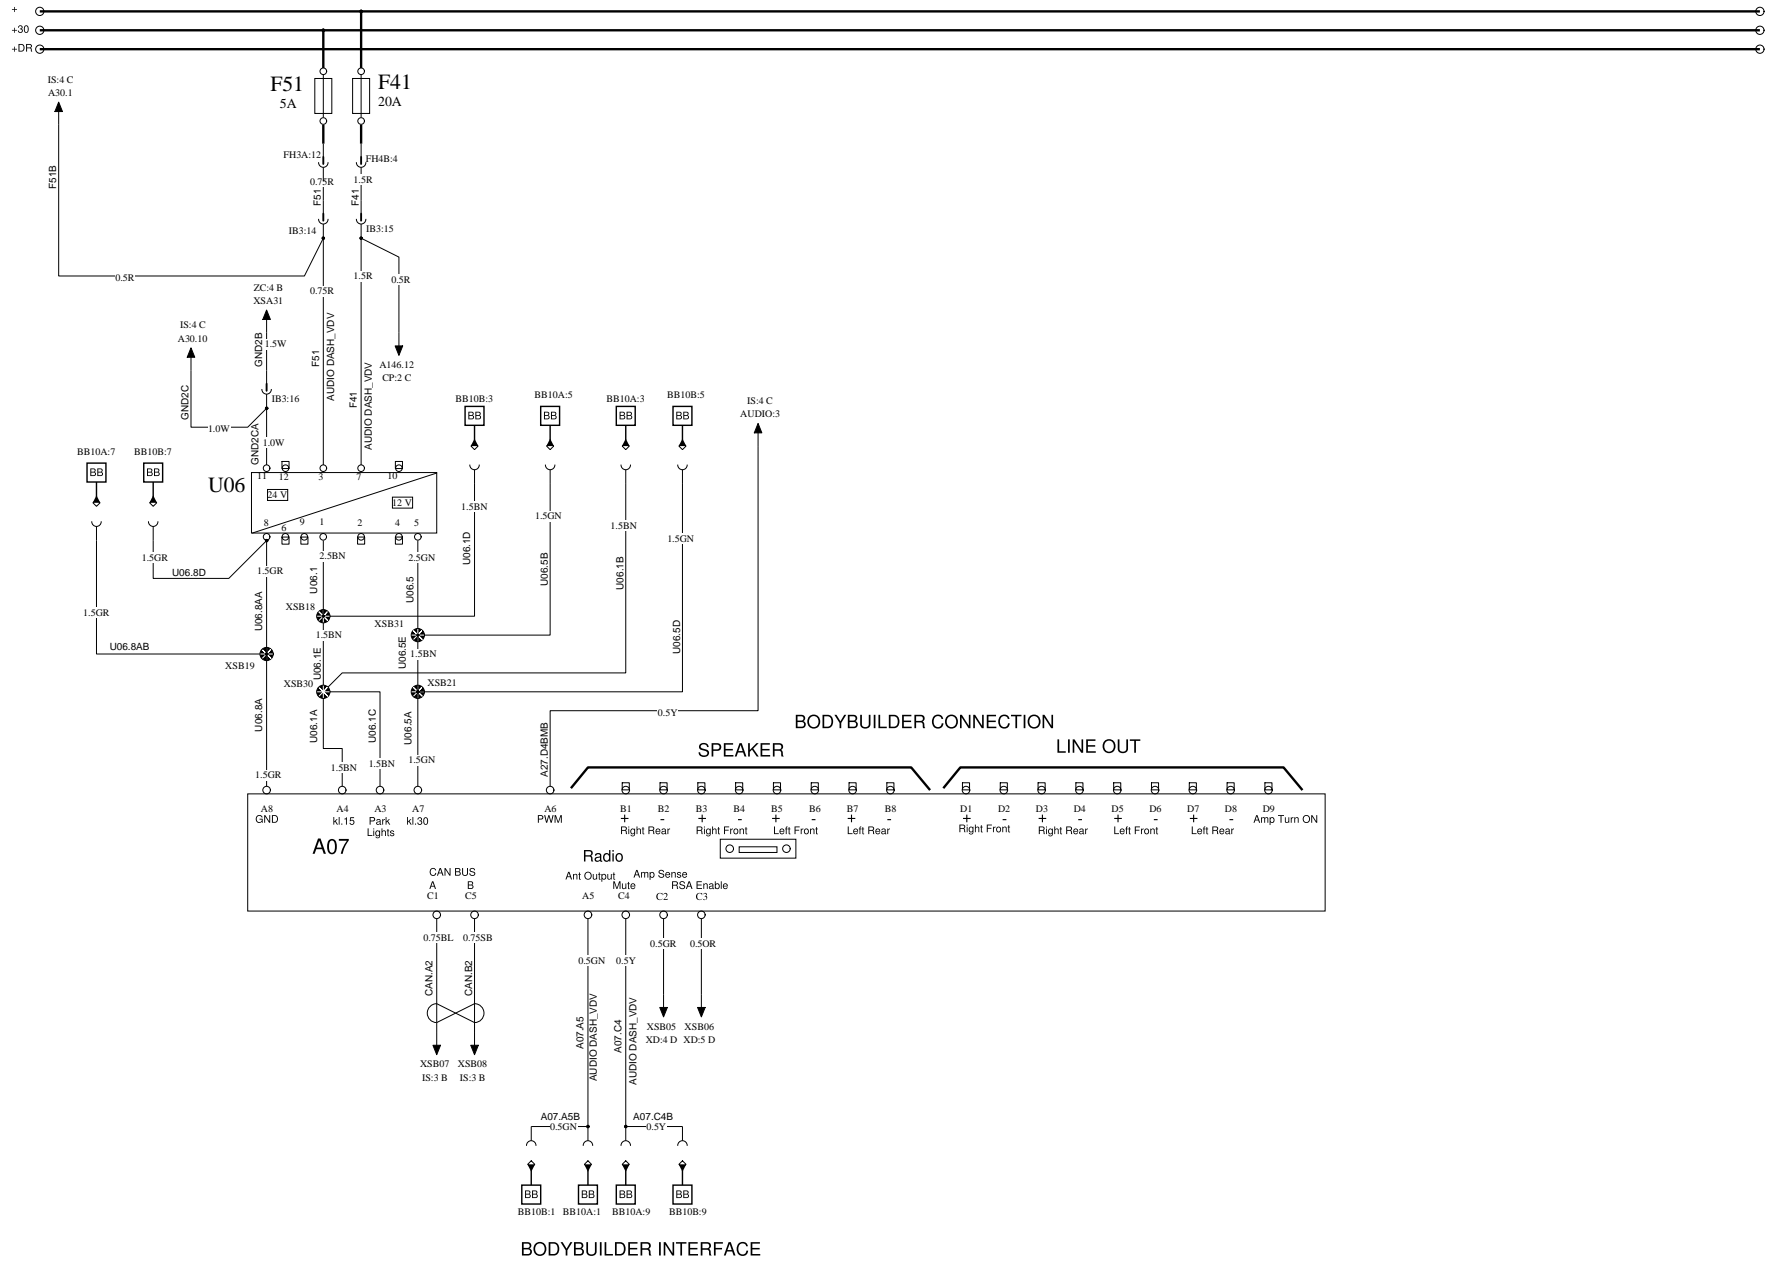 +
+30
+DR
IS:4 C
A30.1
F51
5A
F41
20A
FH3A:12
FH4B:4
F51B
0.75R
1.5R
F51
F41
IB3:14
IB3:15
0.5R
1.5R
0.5R
0.75R
ZC:4 B
XSA31
IS:4 C
A30.10
GND2B
1.5W
F51
AUDIO DASH_VDV
A146.12
CP:2 C
F41
AUDIO DASH_VDV
GND2C
IB3:16
1.0W
GND2CA
1.0W
BB10B:3
BB
BB10A:5
BB
BB10A:3
BB
BB10B:5
BB
IS:4 C
AUDIO:3
BB10A:7
BB
BB10B:7
BB
U06
11
12
3
7
10
24 V
12 V
8
6
9
1
2
4
5
1.5BN
1.5GN
1.5BN
1.5GN
U06.1D
U06.5B
U06.1B
U06.5D
1.5GR
U06.8D
1.5GR
2.5BN
2.5GN
U06.8AA
U06.1
U06.5
XSB18
XSB31
1.5GR
U06.8AB
XSB19
1.5BN
U06.1E
U06.5E
1.5BN
XSB30
XSB21
U06.8A
U06.1A
U06.1C
U06.5A
0.5Y
A27.D4BMB
1.5GR
1.5BN
1.5BN
1.5GN
BODYBUILDER CONNECTION
SPEAKER
LINE OUT
A8
GND
A4
kl.15
A3
Park
Lights
A7
kl.30
A6
PWM
B1
+
B2
-
Right Rear
B3
+
B4
-
Right Front
B5
+
B6
-
Left Front
B7
+
B8
-
Left Rear
D1
+
D2
-
Right Front
D3
+
D4
-
Right Rear
D5
+
D6
-
Left Front
D7
+
D8
-
Left Rear
D9
Amp Turn ON
A07
Radio
CAN BUS
A
C1
B
C5
Ant Output
A5
Mute
C4
Amp Sense
C2
RSA Enable
C3
0.75BL
0.75SB
0.5GN
0.5Y
0.5GR
0.5OR
CAN.A2
CAN.B2
A07.A5
AUDIO DASH_VDV
A07.C4
AUDIO DASH_VDV
XSB05
XD:4 D
XSB06
XD:5 D
XSB07
IS:3 B
XSB08
IS:3 B
A07.A5B
0.5GN
A07.C4B
0.5Y
BB
BB
BB
BB
BB10B:1
BB10A:1
BB10A:9
BB10B:9
BODYBUILDER INTERFACE